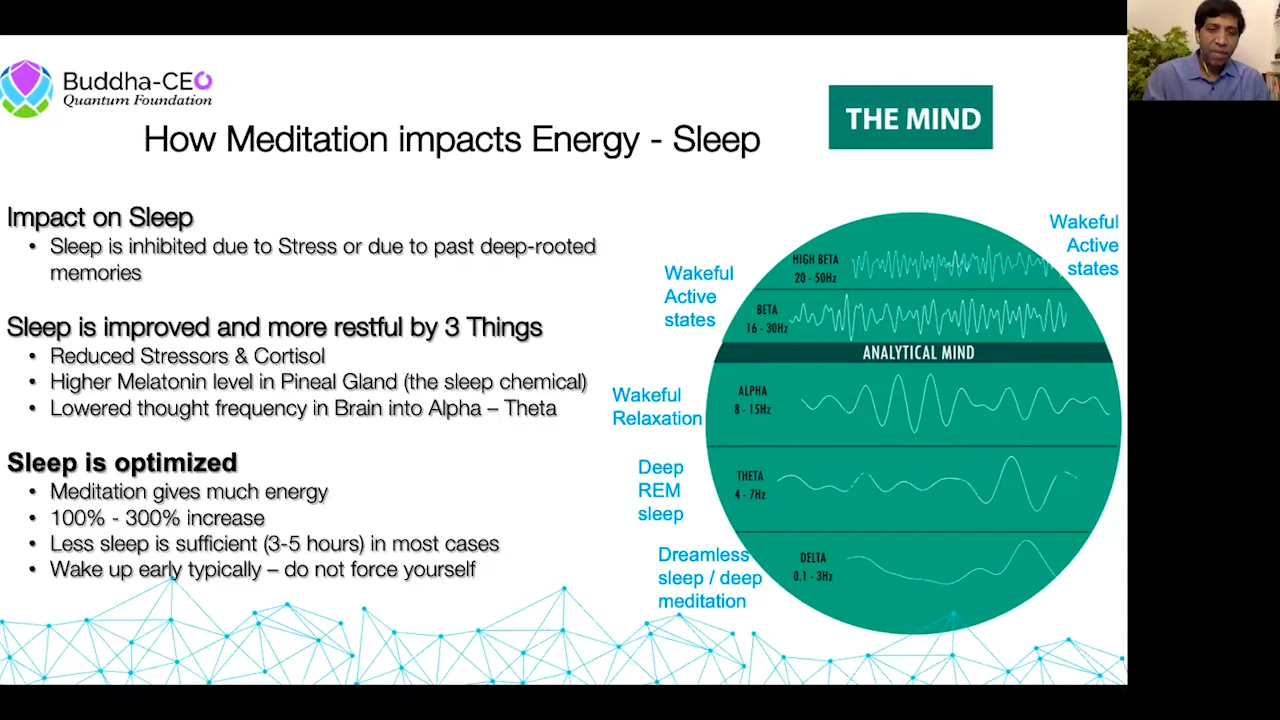 Buddha-CEO
Quantum Foundation
How Meditation impacts Energy - Sleep
THE MIND
Impact on Sleep
• Sleep is inhibited due to Stress or due to past deep-rooted
memories
Sleep is improved and more restful by 3 Things
• Reduced Stressors & Cortisol
• Higher Melatonin level in Pineal Gland (the sleep chemical)
• Lowered thought frequency in Brain into Alpha – Theta
Sleep is optimized
• Meditation gives much energy
• 100% - 300% increase
• Less sleep is sufficient (3-5 hours) in most cases
• Wake up early typically – do not force yourself
Wakeful
Active
states
Wakeful
Active
states
HIGH BETA
20 - 50Hz
BETA
16 - 30Hz
ANALYTICAL MIND
Wakeful
Relaxation
ALPHA
8 - 15Hz
Deep
REM
sleep
THETA
4 - 7Hz
Dreamless
sleep / deep
meditation
DELTA
0.1 - 3Hz